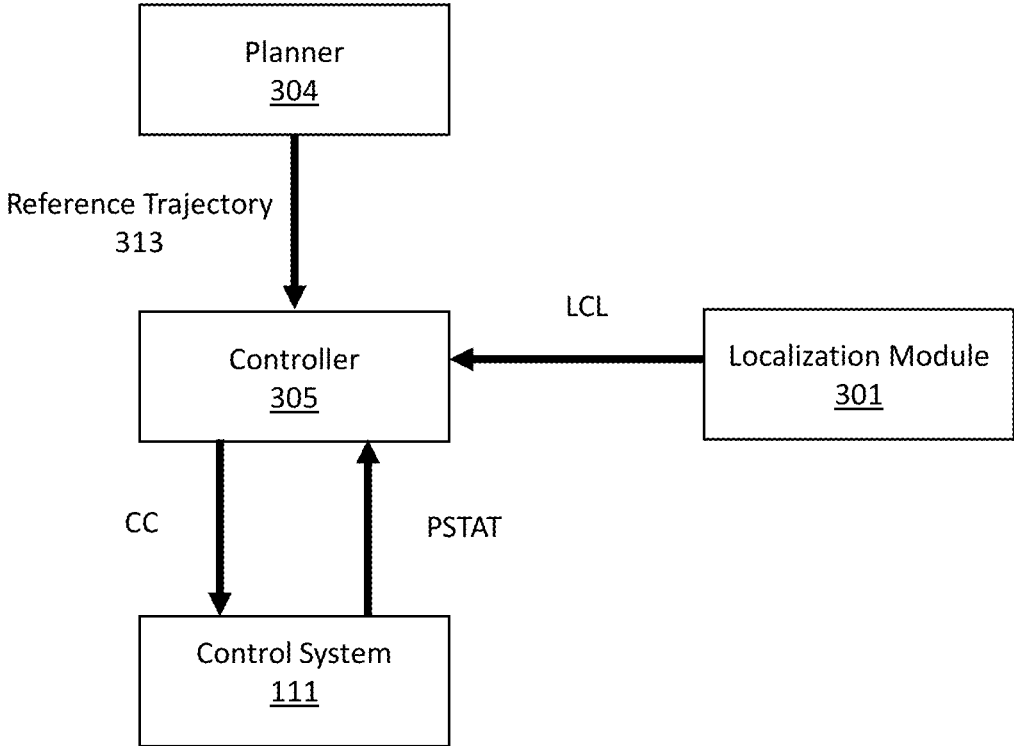 Planner
304
Reference Trajectory
313
LCL
Controller
305
Localization Module
301
CC
PSTAT
Control System
111